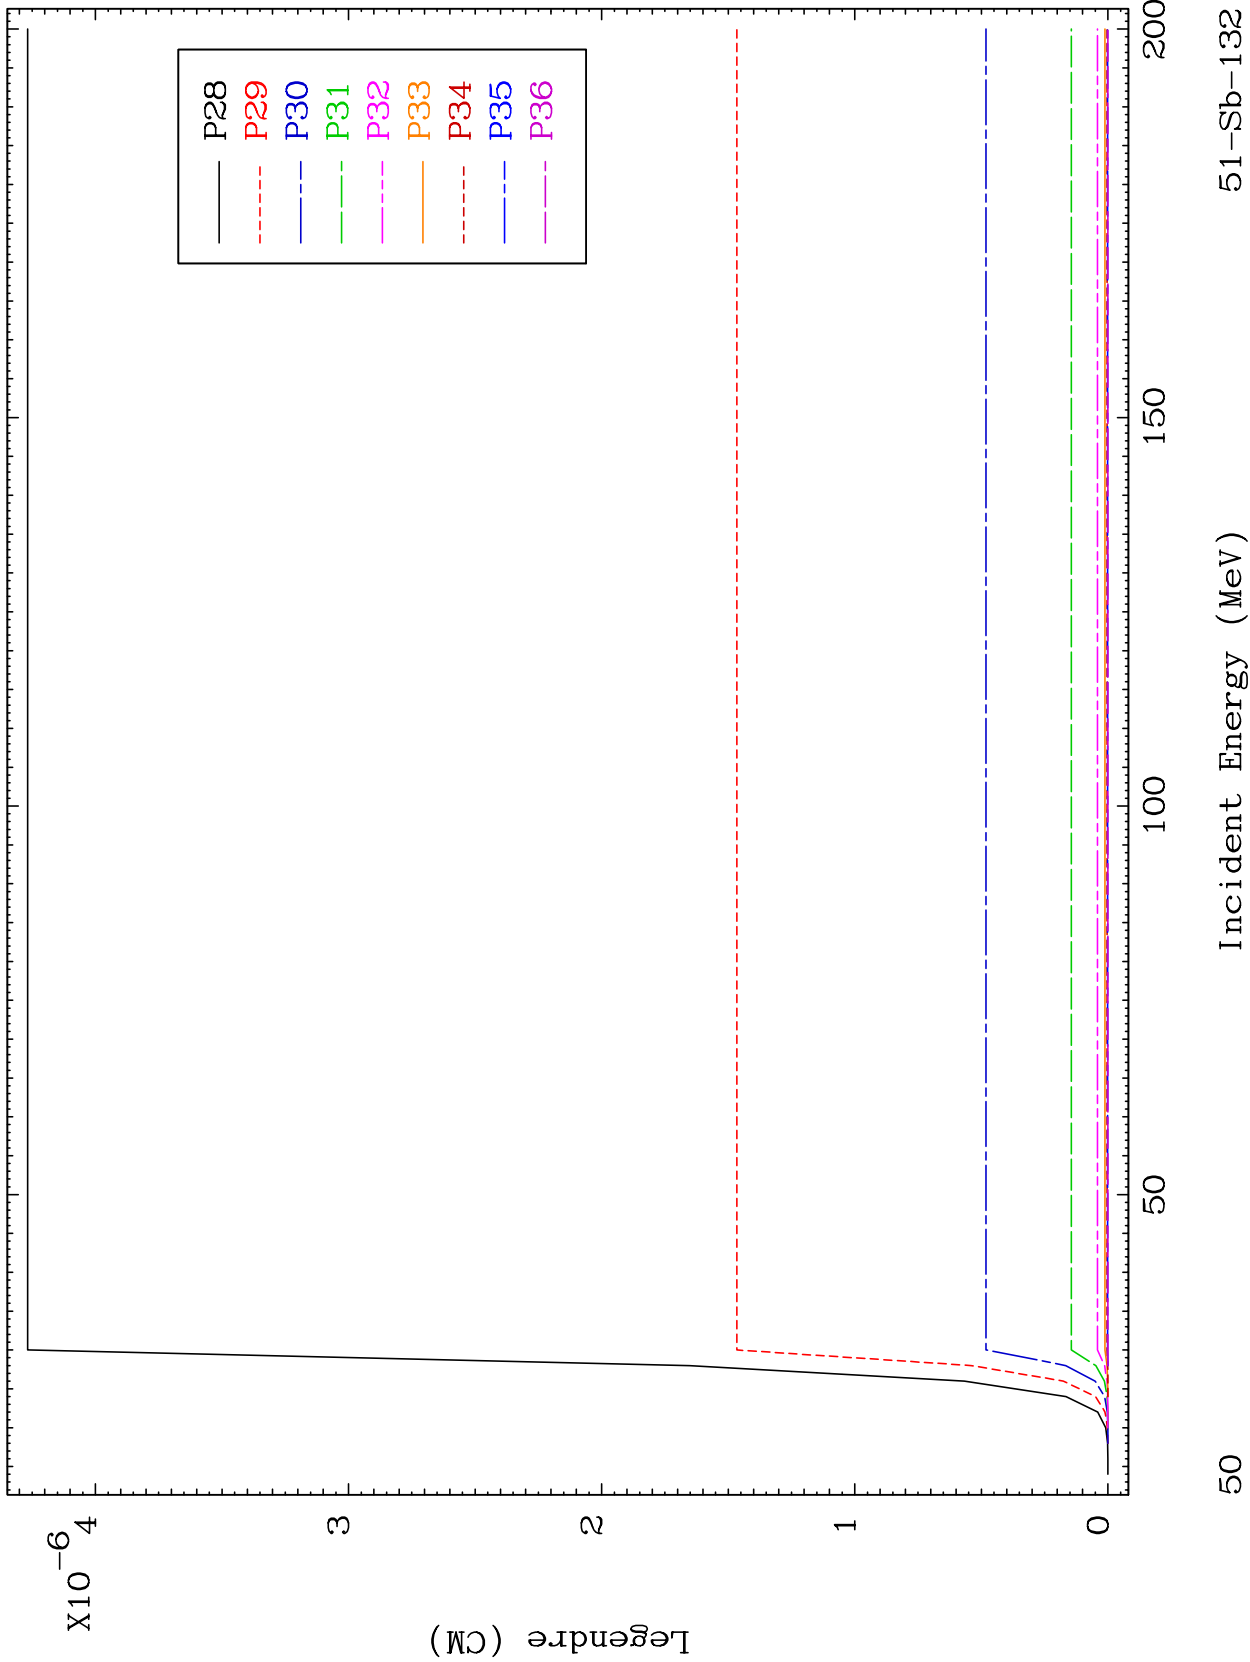 X10-6
4
3
2
1
0
Legendre (CM)
P28
P29
P30
P31
P32
P33
P34
P35
P36
50
100
150
200
Incident Energy (MeV)
50
51-Sb-132